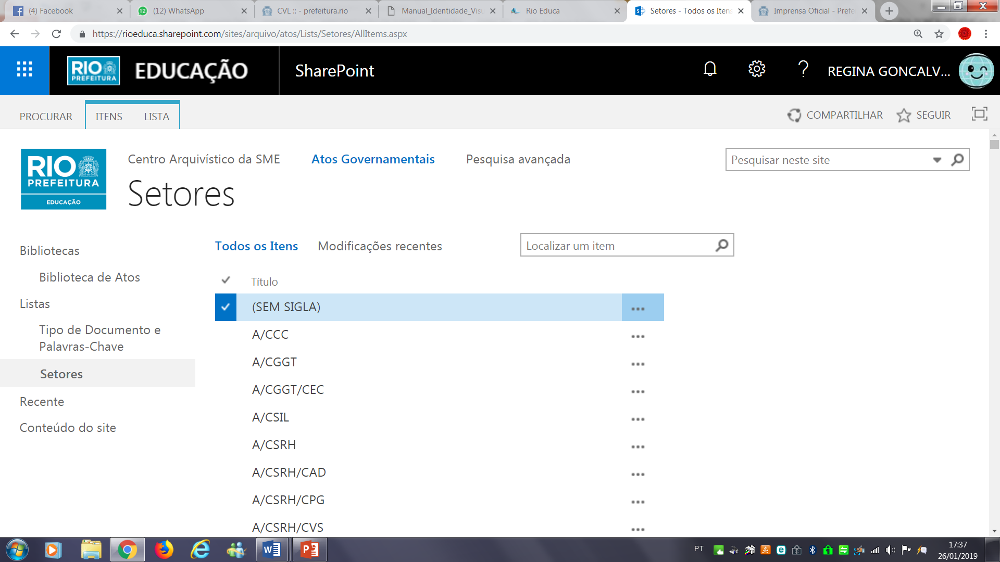 (4) Facebook
(12) WhatsApp
CVL :: - prefeitura.rio
Manual_Identidade_Visu
Rio Educa
Setores - Todos os Itens
Imprensa Oficial - Prefe
https://rioeduca.sharepoint.com/sites/arquivo/atos/Lists/Setores/AllItems.aspx
RIO
PREFEITURA
EDUCAÇÃO
SharePoint
REGINA GONCALV...
PROCURAR
ITENS
LISTA
COMPARTILHAR
SEGUIR
RIO
PREFEITURA
EDUCAÇÃO
Centro Arquivístico da SME
Atos Governamentais
Pesquisa avançada
Pesquisar neste site
Setores
Bibliotecas
Biblioteca de Atos
Listas
Tipo de Documento e
Palavras-Chave
Setores
Recente
Conteúdo do site
Todos os Itens
Modificações recentes
Localizar um item
Título
(SEM SIGLA)
A/CCC
A/CGGT
A/CGGT/CEC
A/CSIL
A/CSRH
A/CSRH/CAD
A/CSRH/CPG
A/CSRH/CVS
PT
17:37
26/01/2019